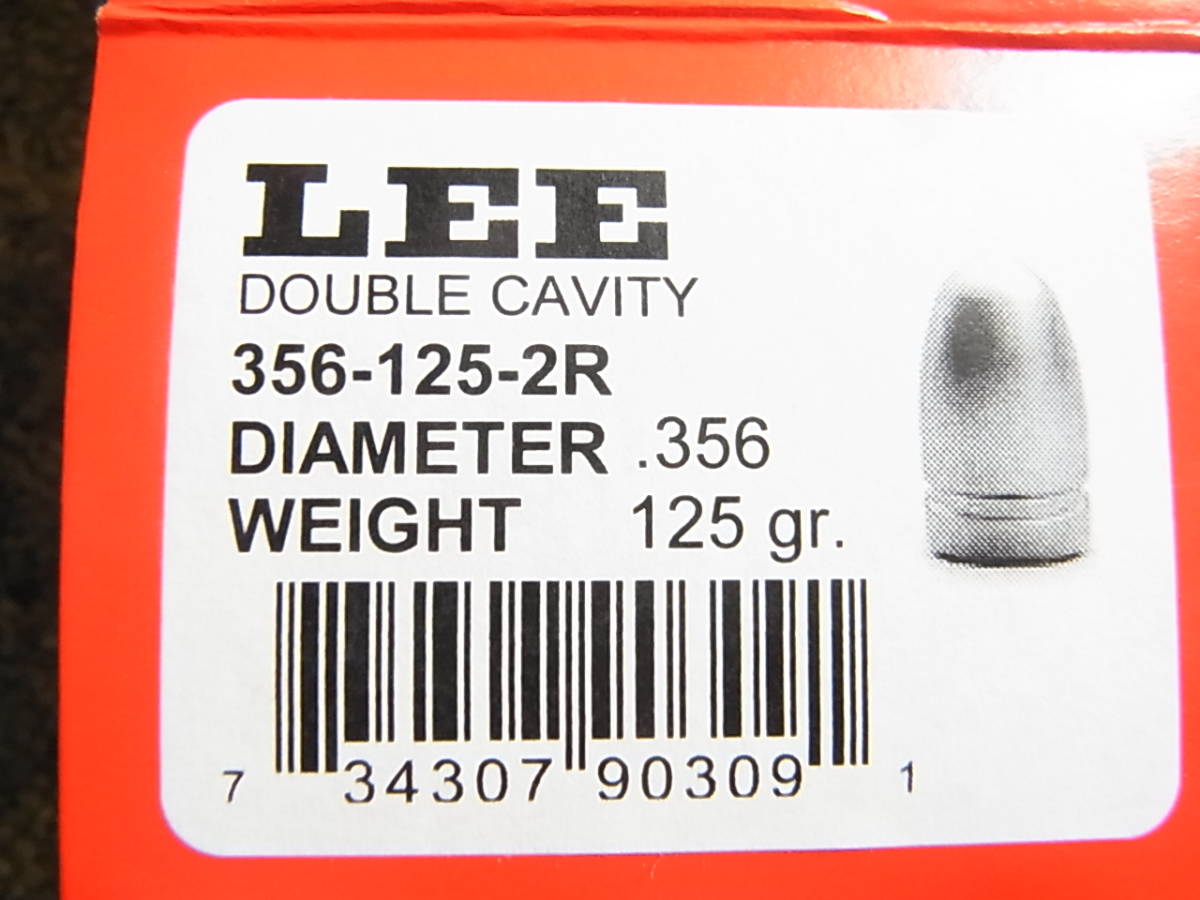 LEE
DOUBLE CAVITY
356-125-2R
DIAMETER .356
WEIGHT 125 gr.
7 34307 90309 1